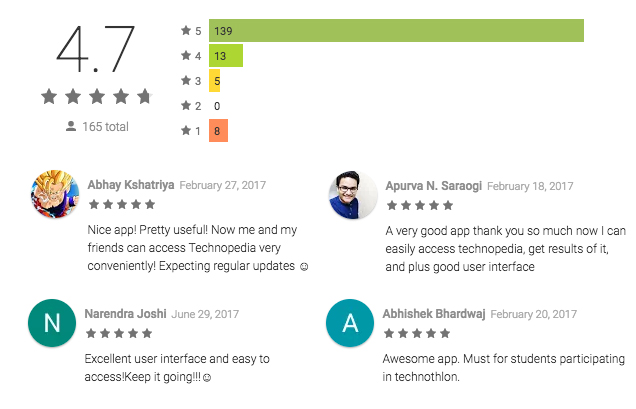 4.7
165 total
5 139
4 13
3 5
2 0
1 8
Abhay Kshatriya February 27, 2017
Nice app! Pretty useful! Now me and my
friends can access Technopedia very
conveniently! Expecting regular updates ☺
Apurva N. Saraogi February 18, 2017
A very good app thank you so much now I can
easily access technopedia, get results of it,
and plus good user interface
N
Narendra Joshi June 29, 2017
Excellent user interface and easy to
access!Keep it going!!!☺
A
Abhishek Bhardwaj February 20, 2017
Awesome app. Must for students participating
in technothlon.